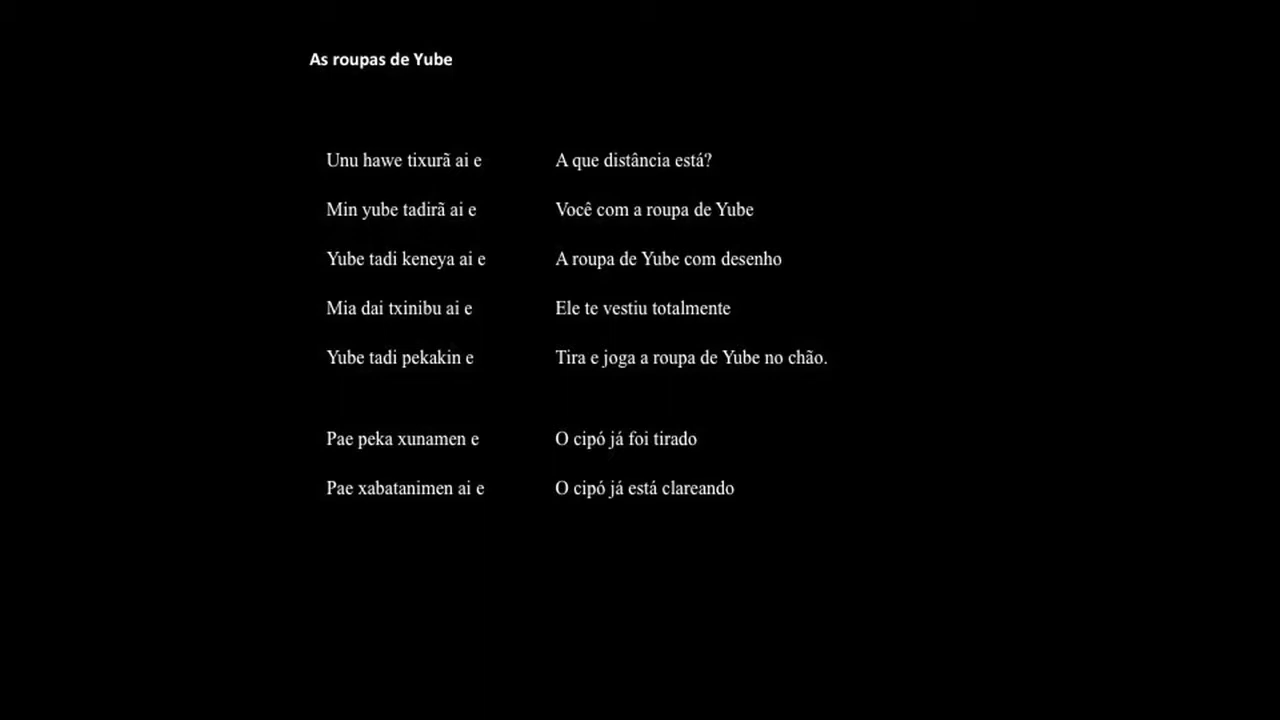 As roupas de Yube
Unu hawe tixurã ai e A que distância está?
Min yube tadirã ai e Você com a roupa de Yube
Yube tadi keneya ai e A roupa de Yube com desenho
Mia dai txinibu ai e Ele te vestiu totalmente
Yube tadi pekakin e Tira e joga a roupa de Yube no chão.
Pae peka xunamen e O cipó já foi tirado
Pae xabatanimen ai e O cipó já está clareando